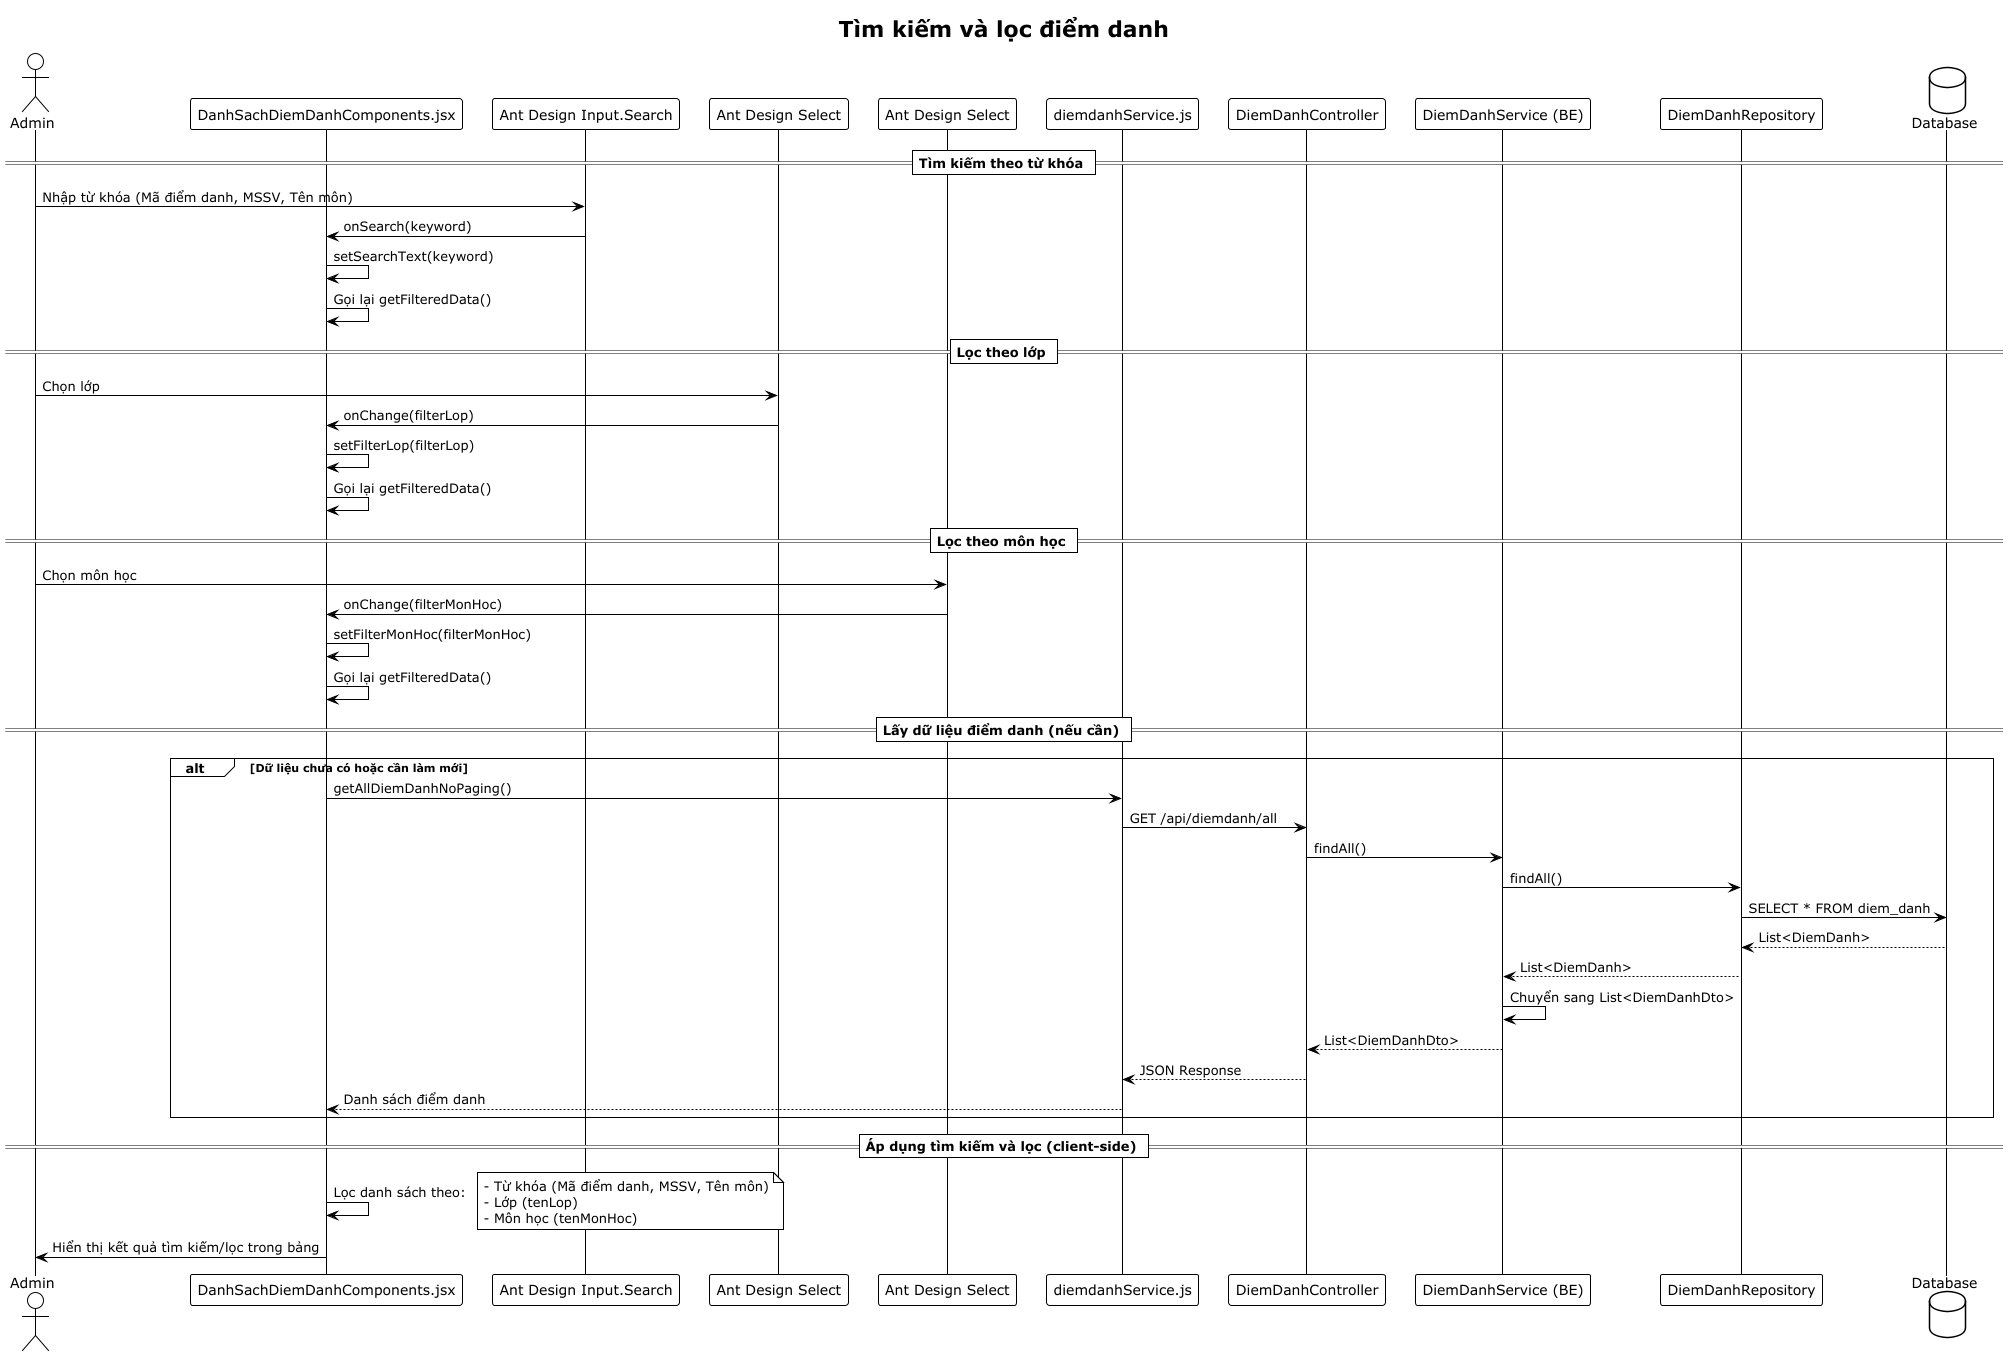 Tìm kiếm và lọc điểm danh
Admin
DanhSachDiemDanhComponents.jsx
Ant Design Input.Search
Ant Design Select
Ant Design Select
diemdanhService.js
DiemDanhController
DiemDanhService (BE)
DiemDanhRepository
Database
Tìm kiếm theo từ khóa
Nhập từ khóa (Mã điểm danh, MSSV, Tên môn)
onSearch(keyword)
setSearchText(keyword)
Gọi lại getFilteredData()
Lọc theo lớp
Chọn lớp
onChange(filterLop)
setFilterLop(filterLop)
Gọi lại getFilteredData()
Lọc theo môn học
Chọn môn học
onChange(filterMonHoc)
setFilterMonHoc(filterMonHoc)
Gọi lại getFilteredData()
Lấy dữ liệu điểm danh (nếu cần)
alt [Dữ liệu chưa có hoặc cần làm mới]
getAllDiemDanhNoPaging()
GET /api/diemdanh/all
findAll()
findAll()
SELECT * FROM diem_danh
List<DiemDanh>
List<DiemDanh>
Chuyển sang List<DiemDanhDto>
List<DiemDanhDto>
JSON Response
Danh sách điểm danh
Áp dụng tìm kiếm và lọc (client-side)
Lọc danh sách theo:
- Từ khóa (Mã điểm danh, MSSV, Tên môn)
- Lớp (tenLop)
- Môn học (tenMonHoc)
Hiển thị kết quả tìm kiếm/lọc trong bảng
Admin
DanhSachDiemDanhComponents.jsx
Ant Design Input.Search
Ant Design Select
Ant Design Select
diemdanhService.js
DiemDanhController
DiemDanhService (BE)
DiemDanhRepository
Database